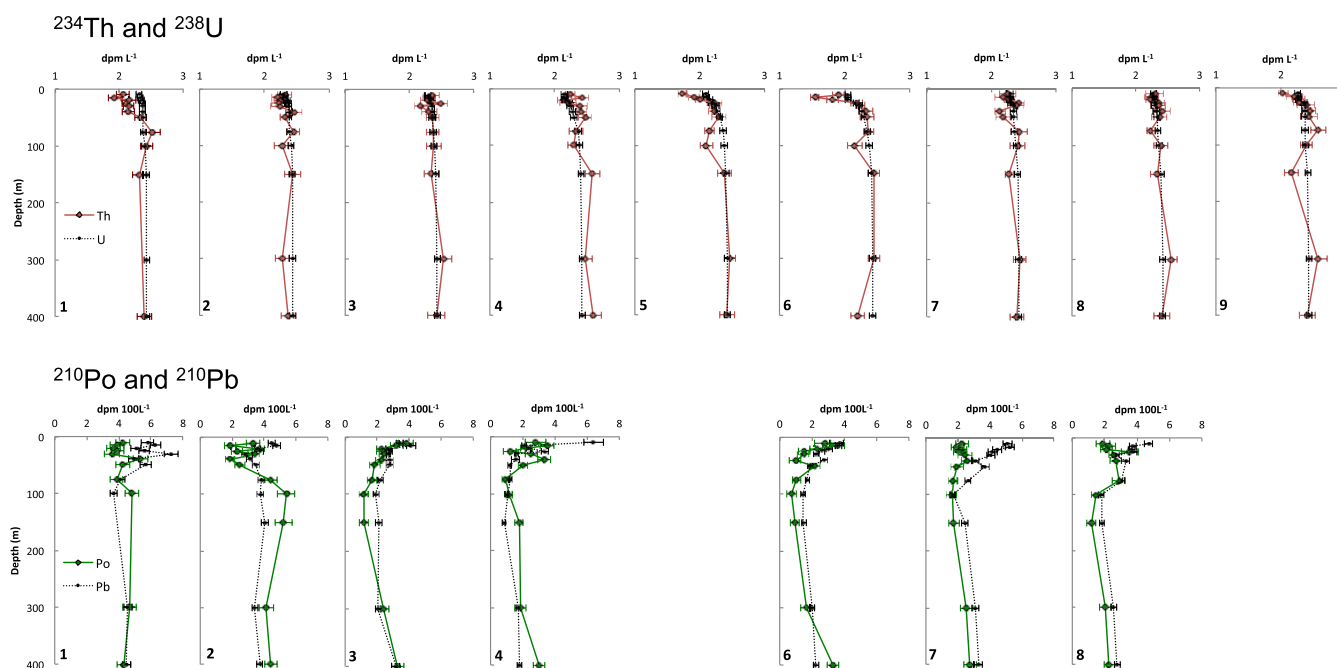 ²³⁴Th and ²³⁸U
dpm L⁻¹ dpm L⁻¹ dpm L⁻¹ dpm L⁻¹ dpm L⁻¹ dpm L⁻¹ dpm L⁻¹ dpm L⁻¹ dpm L⁻¹
1 2 3 1 2 3 1 2 3 1 2 3 1 2 3 1 2 3 1 2 3 1 2 3 1 2
0
100
200
300
400
Depth (m)
Th
U
1 2 3 4 5 6 7 8 9
²¹⁰Po and ²¹⁰Pb
dpm 100L⁻¹ dpm 100L⁻¹ dpm 100L⁻¹ dpm 100L⁻¹ dpm 100L⁻¹ dpm 100L⁻¹ dpm 100L⁻¹
0 2 4 6 8 0 2 4 6 8 0 2 4 6 8 0 2 4 6 8 0 2 4 6 8 0 2 4 6 8 0 2 4 6 8
0
100
200
300
400
Depth (m)
Po
Pb
1 2 3 4 6 7 8